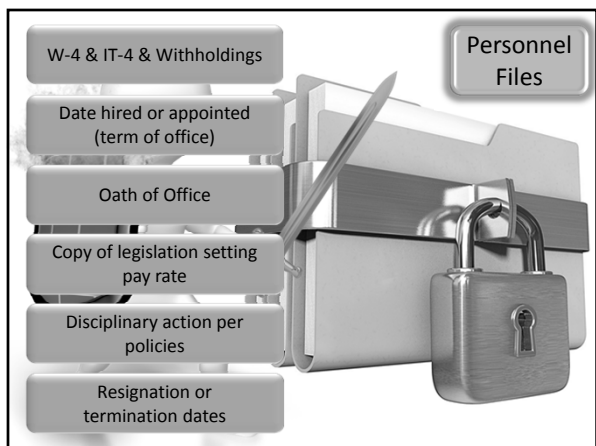 Personnel
Files
W-4 & IT-4 & Withholdings
Date hired or appointed
(term of office)
Oath of Office
Copy of legislation setting
pay rate
Disciplinary action per
policies
Resignation or
termination dates